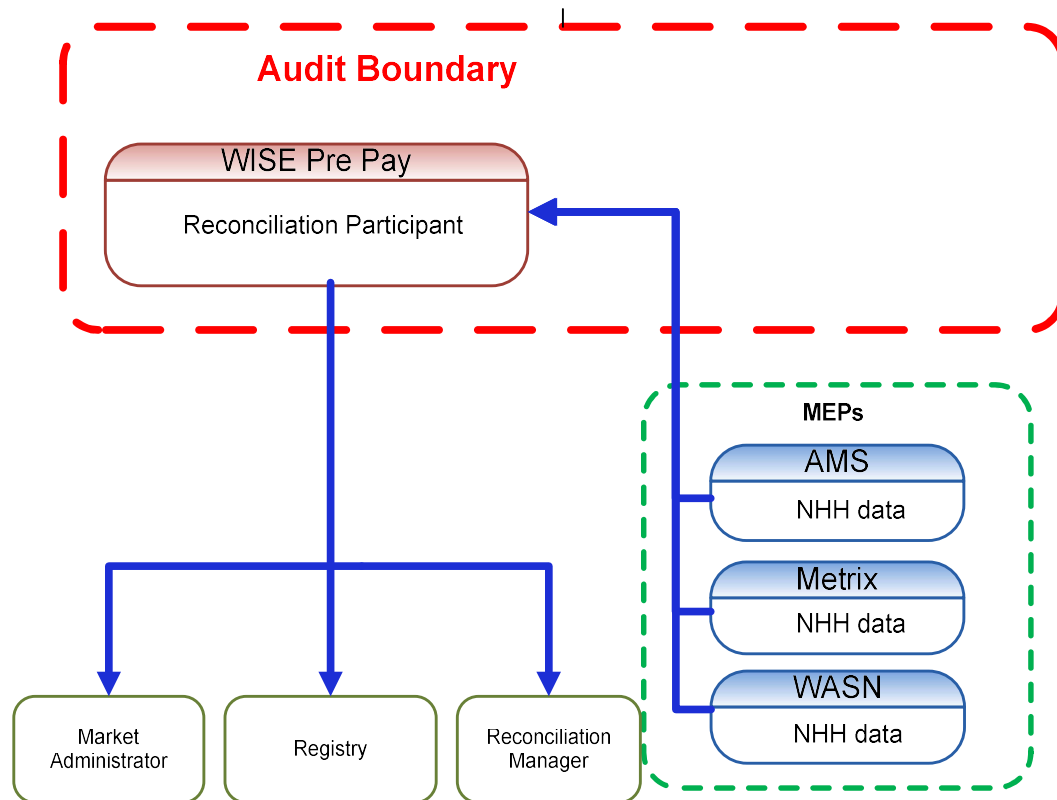 Audit Boundary
WISE Pre Pay
Reconciliation Participant
MEPs
AMS
NHH data
Metrix
NHH data
WASN
NHH data
Market
Administrator
Registry
Reconciliation
Manager